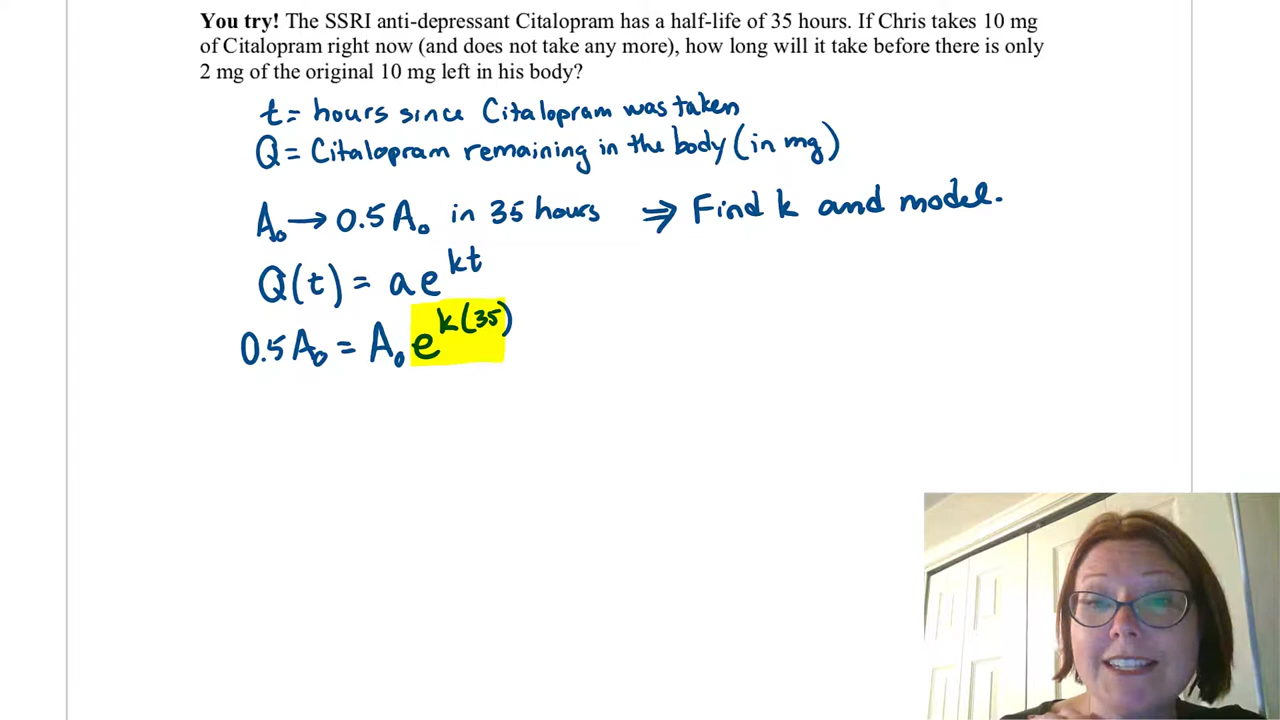 You try! The SSRI anti-depressant Citalopram has a half-life of 35 hours. If Chris takes 10 mg
of Citalopram right now (and does not take any more), how long will it take before there is only
2 mg of the original 10 mg left in his body?
t = hours since Citalopram was taken
Q = Citalopram remaining in the body (in mg)
A₀ → 0.5A₀ in 35 hours ⇒ Find k and model.
Q(t) = ae^kt
0.5A₀ = A₀e^k(35)